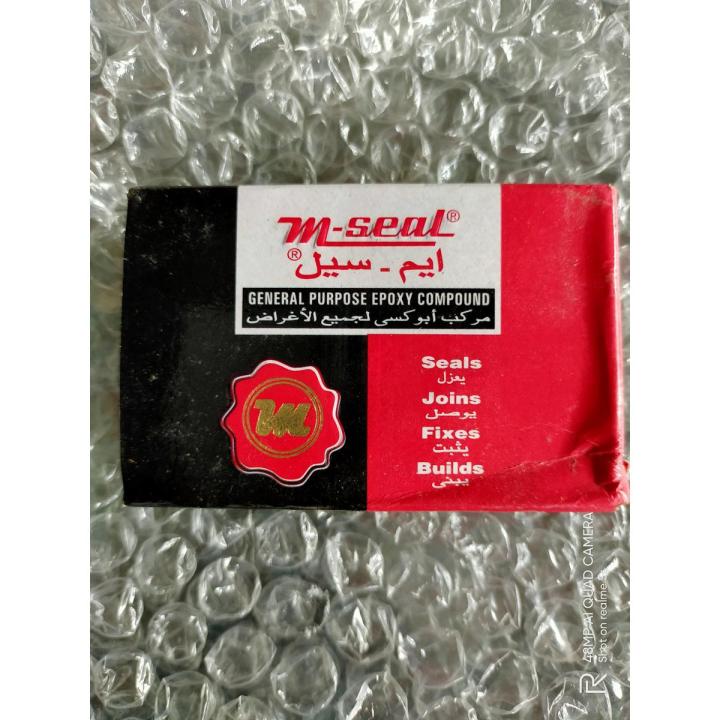 m-seal®
ايم - سيل®
GENERAL PURPOSE EPOXY COMPOUND
مركب أبوكسي لجميع الأغراض
Seals
يعزل
Joins
يوصل
Fixes
يثبت
Builds
يبنى
m
48MP AI QUAD CAMERA
Shot on realme